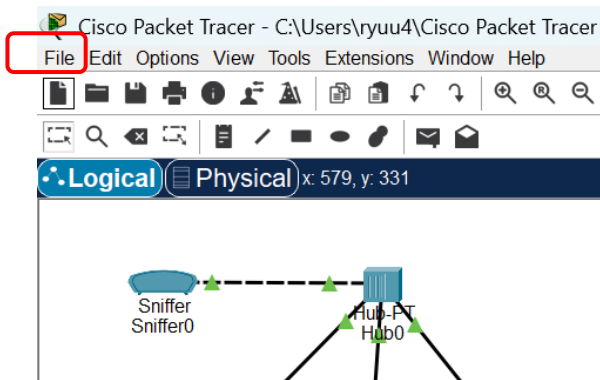 Cisco Packet Tracer - C:\Users\ryuu4\Cisco Packet Tracer
File Edit Options View Tools Extensions Window Help
Logical Physical x: 579, y: 331
Sniffer
Sniffer0
Hub-PT
Hub0